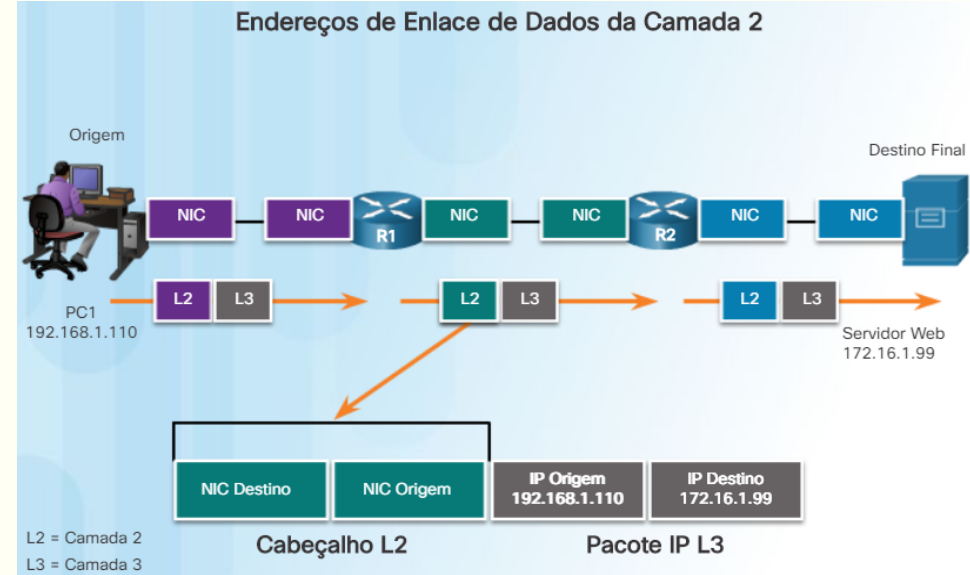 Endereços de Enlace de Dados da Camada 2
Origem
Destino Final
NIC NIC R1 NIC NIC R2 NIC NIC
L2 L3 L2 L3 L2 L3
PC1
192.168.1.110
Servidor Web
172.16.1.99
NIC Destino
NIC Origem
IP Origem
192.168.1.110
IP Destino
172.16.1.99
Cabeçalho L2
Pacote IP L3
L2 = Camada 2
L3 = Camada 3